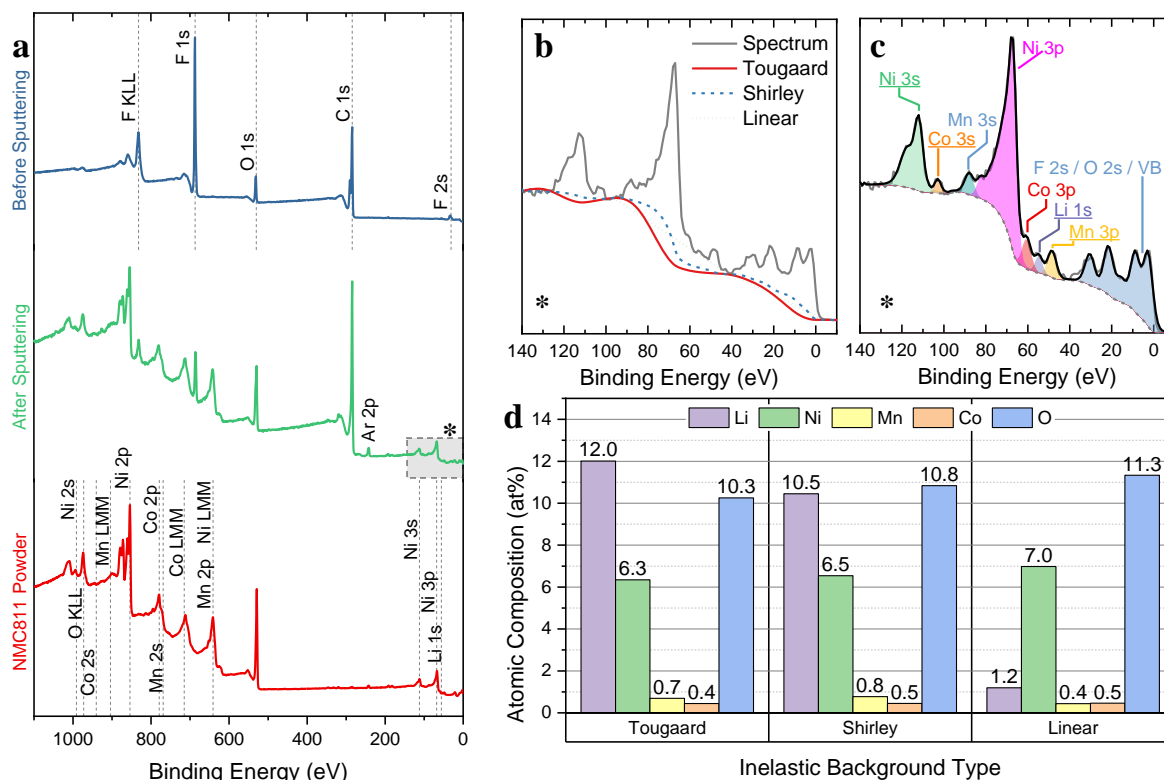 a
Before Sputtering
After Sputtering
NMC811 Powder
F KLL
F 1s
O 1s
C 1s
F 2s
Ar 2p
*
Ni 2s
O KLL
Co 2s
Mn LMM
Ni 2p
Co 2p
Mn 2s
Co LMM
Ni LMM
Mn 2p
Ni 3s
Ni 3p
Li 1s
1000 800 600 400 200 0
Binding Energy (eV)
b
Spectrum
Tougaard
Shirley
Linear
*
140 120 100 80 60 40 20 0
Binding Energy (eV)
c
Ni 3p
Ni 3s
Mn 3s
Co 3s
F 2s / O 2s / VB
Co 3p
Li 1s
Mn 3p
*
140 120 100 80 60 40 20 0
Binding Energy (eV)
d
Li Ni Mn Co O
Atomic Composition (at%)
14
12
10
8
6
4
2
0
12.0 6.3 0.7 0.4 10.3
10.5 6.5 0.8 0.5 10.8
1.2 7.0 0.4 0.5 11.3
Tougaard Shirley Linear
Inelastic Background Type